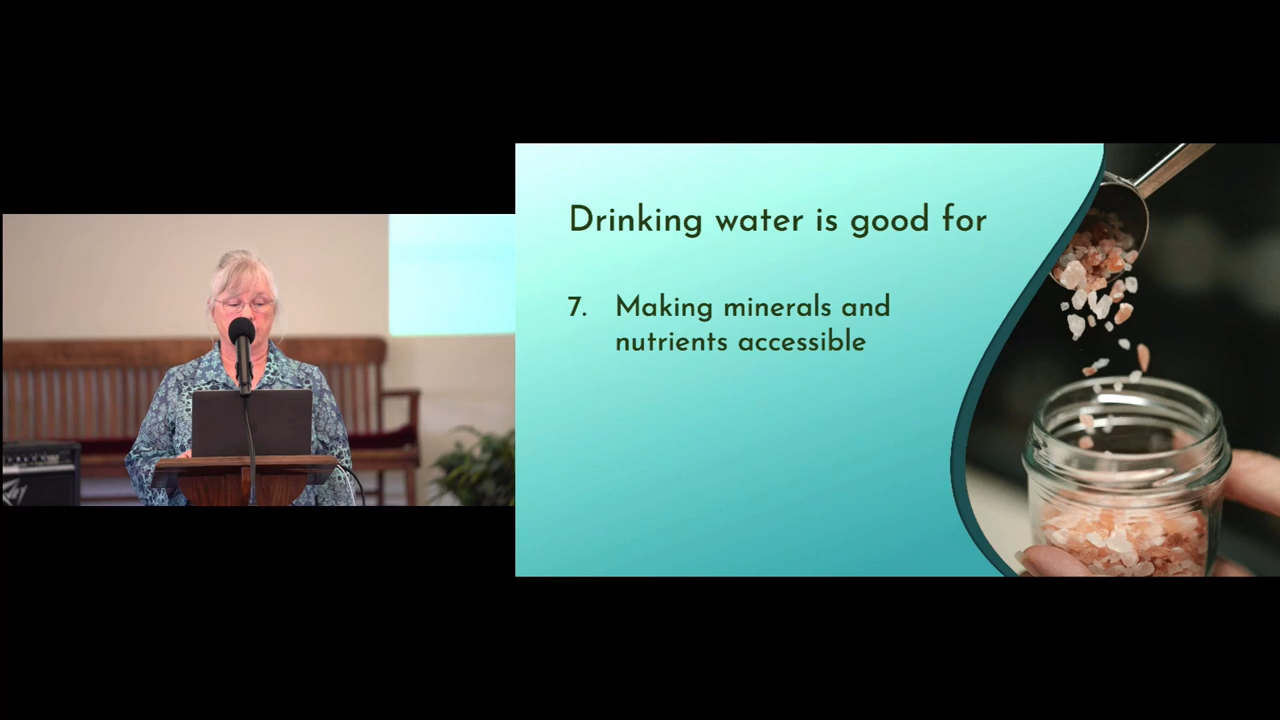 Drinking water is good for
7. Making minerals and
nutrients accessible